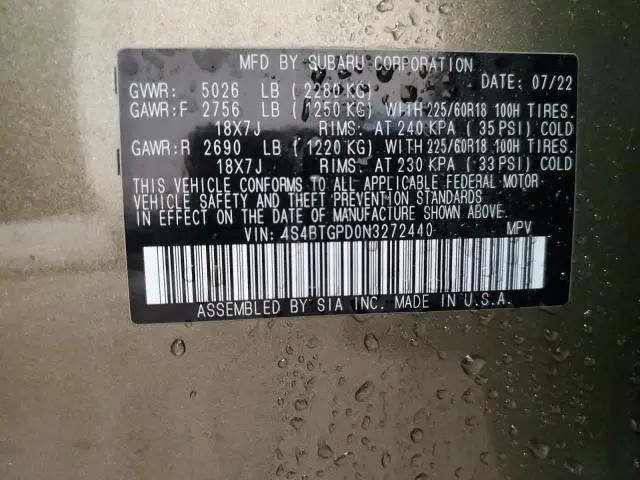 MFD BY SUBARU CORPORATION
GVWR: 5026 LB (2280 KG) DATE: 07/22
GAWR:F 2756 LB (1250 KG) WITH 225/60R18 100H TIRES.
18X7J RIMS. AT 240 KPA (35 PSI) COLD
GAWR:R 2690 LB (1220 KG) WITH 225/60R18 100H TIRES.
18X7J RIMS. AT 230 KPA (33 PSI) COLD
THIS VEHICLE CONFORMS TO ALL APPLICABLE FEDERAL MOTOR
VEHICLE SAFETY AND THEFT PREVENTION STANDARDS
IN EFFECT ON THE DATE OF MANUFACTURE SHOWN ABOVE.
VIN: 4S4BTGPD0N3272440 MPV
ASSEMBLED BY SIA INC. MADE IN U.S.A.